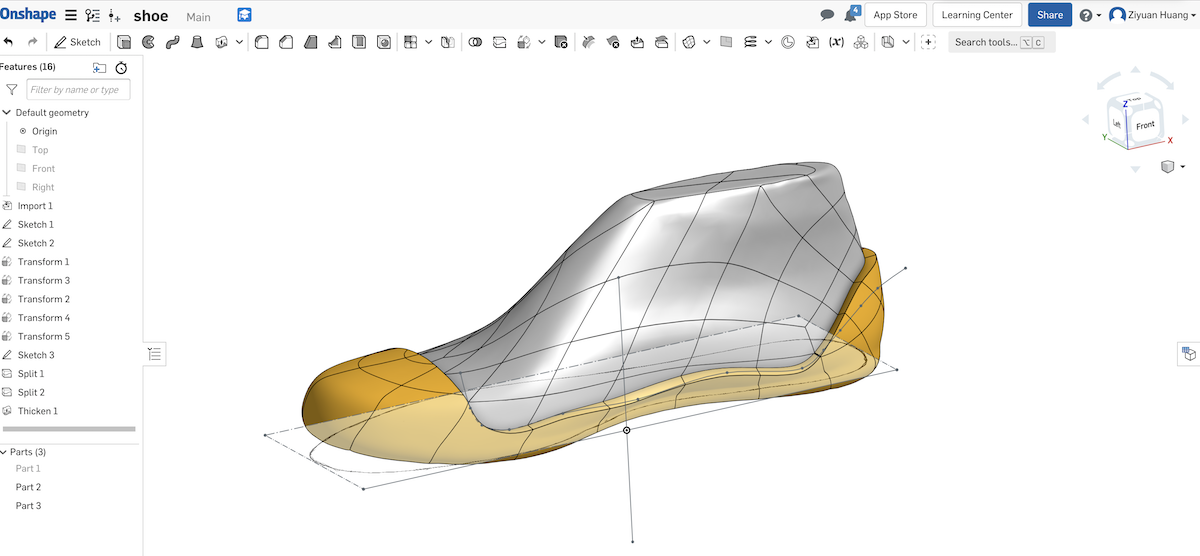 Onshape shoe Main 4 App Store Learning Center Share Ziyuan Huang
Sketch (x) Search tools... ⌥ C
Features (16)
Filter by name or type
Default geometry
Origin
Top
Front
Right
Import 1
Sketch 1
Sketch 2
Transform 1
Transform 3
Transform 2
Transform 4
Transform 5
Sketch 3
Split 1
Split 2
Thicken 1
Parts (3)
Part 1
Part 2
Part 3
Z Top
Left Front
Y X